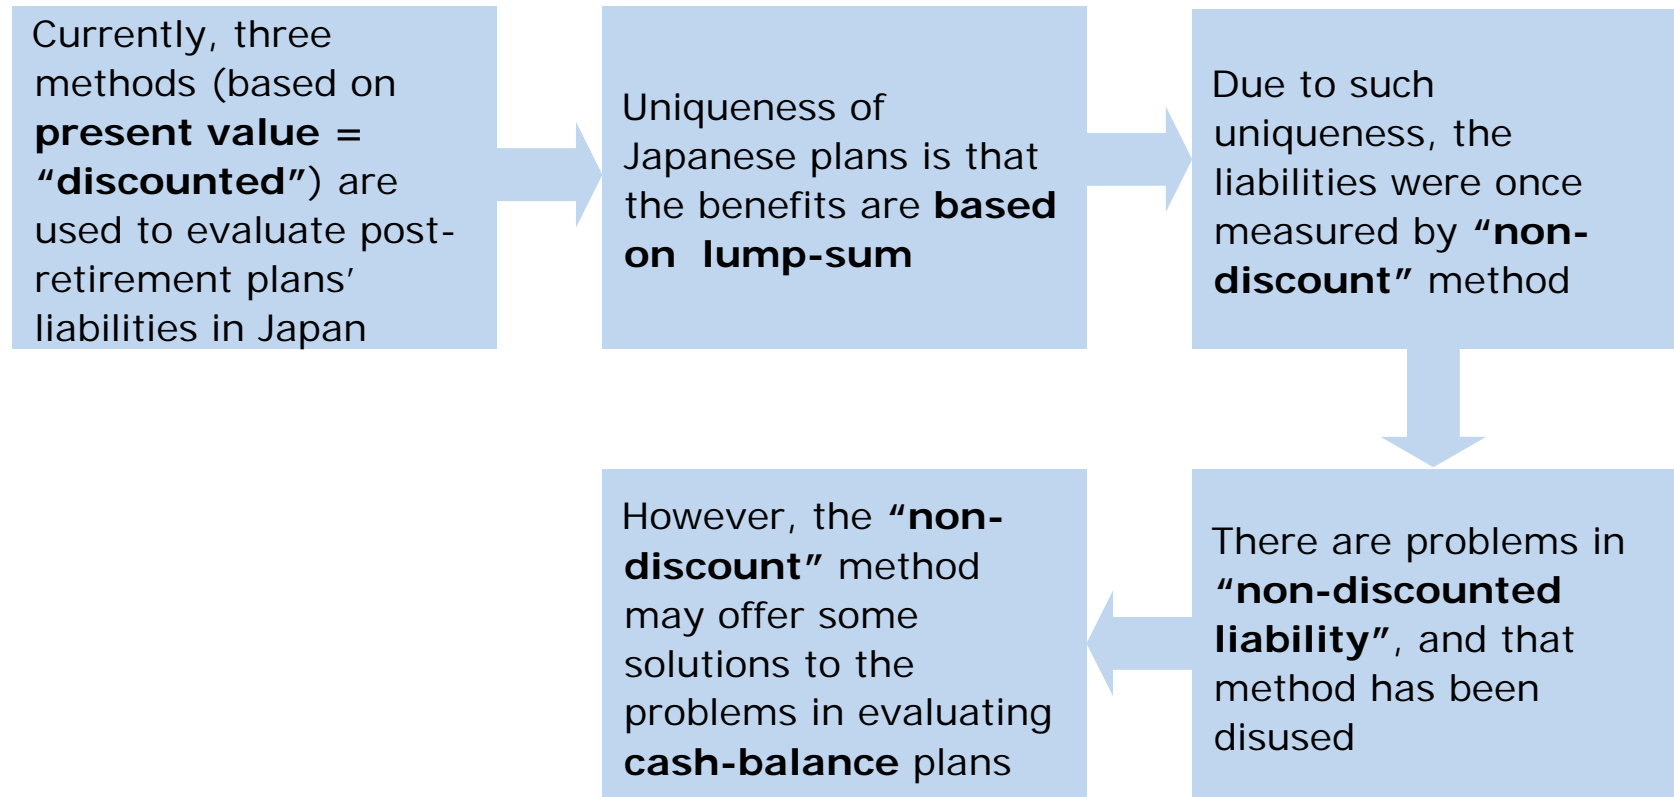 Currently, three
methods (based on
present value =
“discounted”) are
used to evaluate post-
retirement plans’
liabilities in Japan
Uniqueness of
Japanese plans is that
the benefits are based
on lump-sum
Due to such
uniqueness, the
liabilities were once
measured by “non-
discount” method
There are problems in
“non-discounted
liability”, and that
method has been
disused
However, the “non-
discount” method
may offer some
solutions to the
problems in evaluating
cash-balance plans